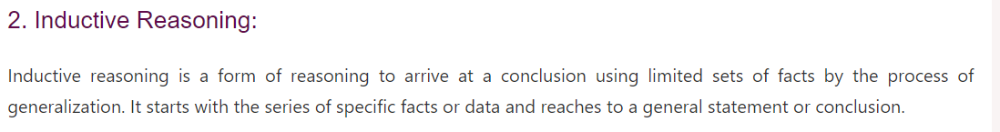 2. Inductive Reasoning:
Inductive reasoning is a form of reasoning to arrive at a conclusion using limited sets of facts by the process of
generalization. It starts with the series of specific facts or data and reaches to a general statement or conclusion.